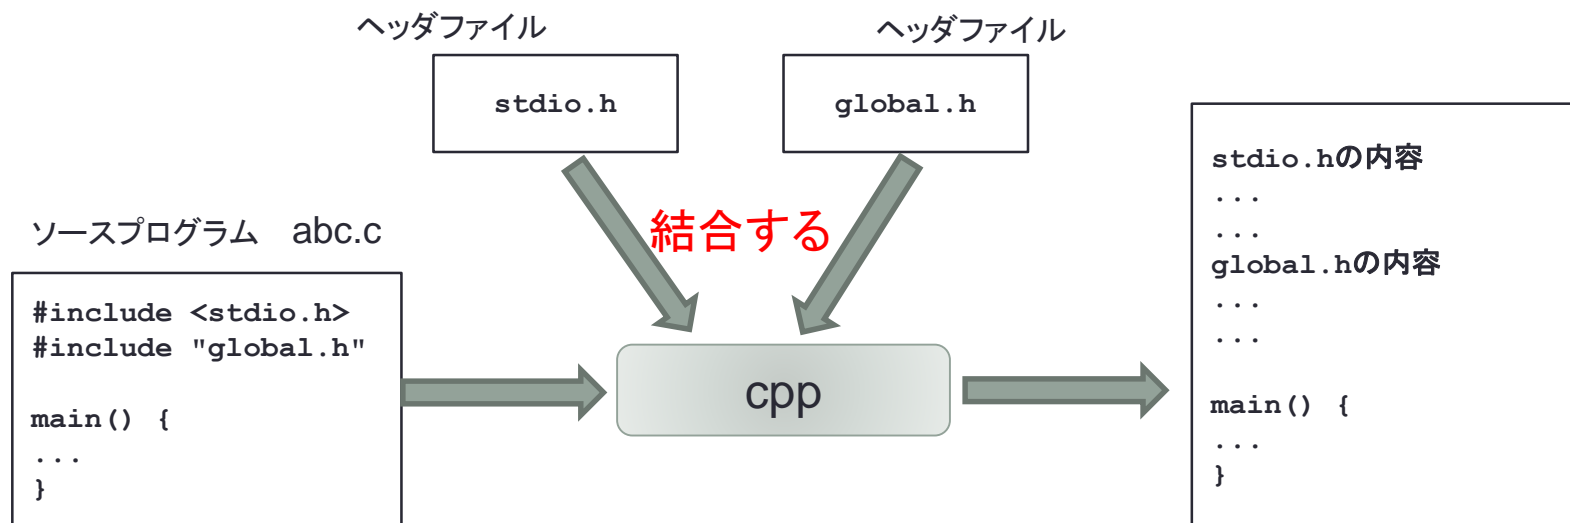 ヘッダファイル
ヘッダファイル
stdio.h
global.h
結合する
ソースプログラム　abc.c
#include <stdio.h>
#include "global.h"
main() {
...
}
cpp
stdio.hの内容
...
...
global.hの内容
...
...
main() {
...
}